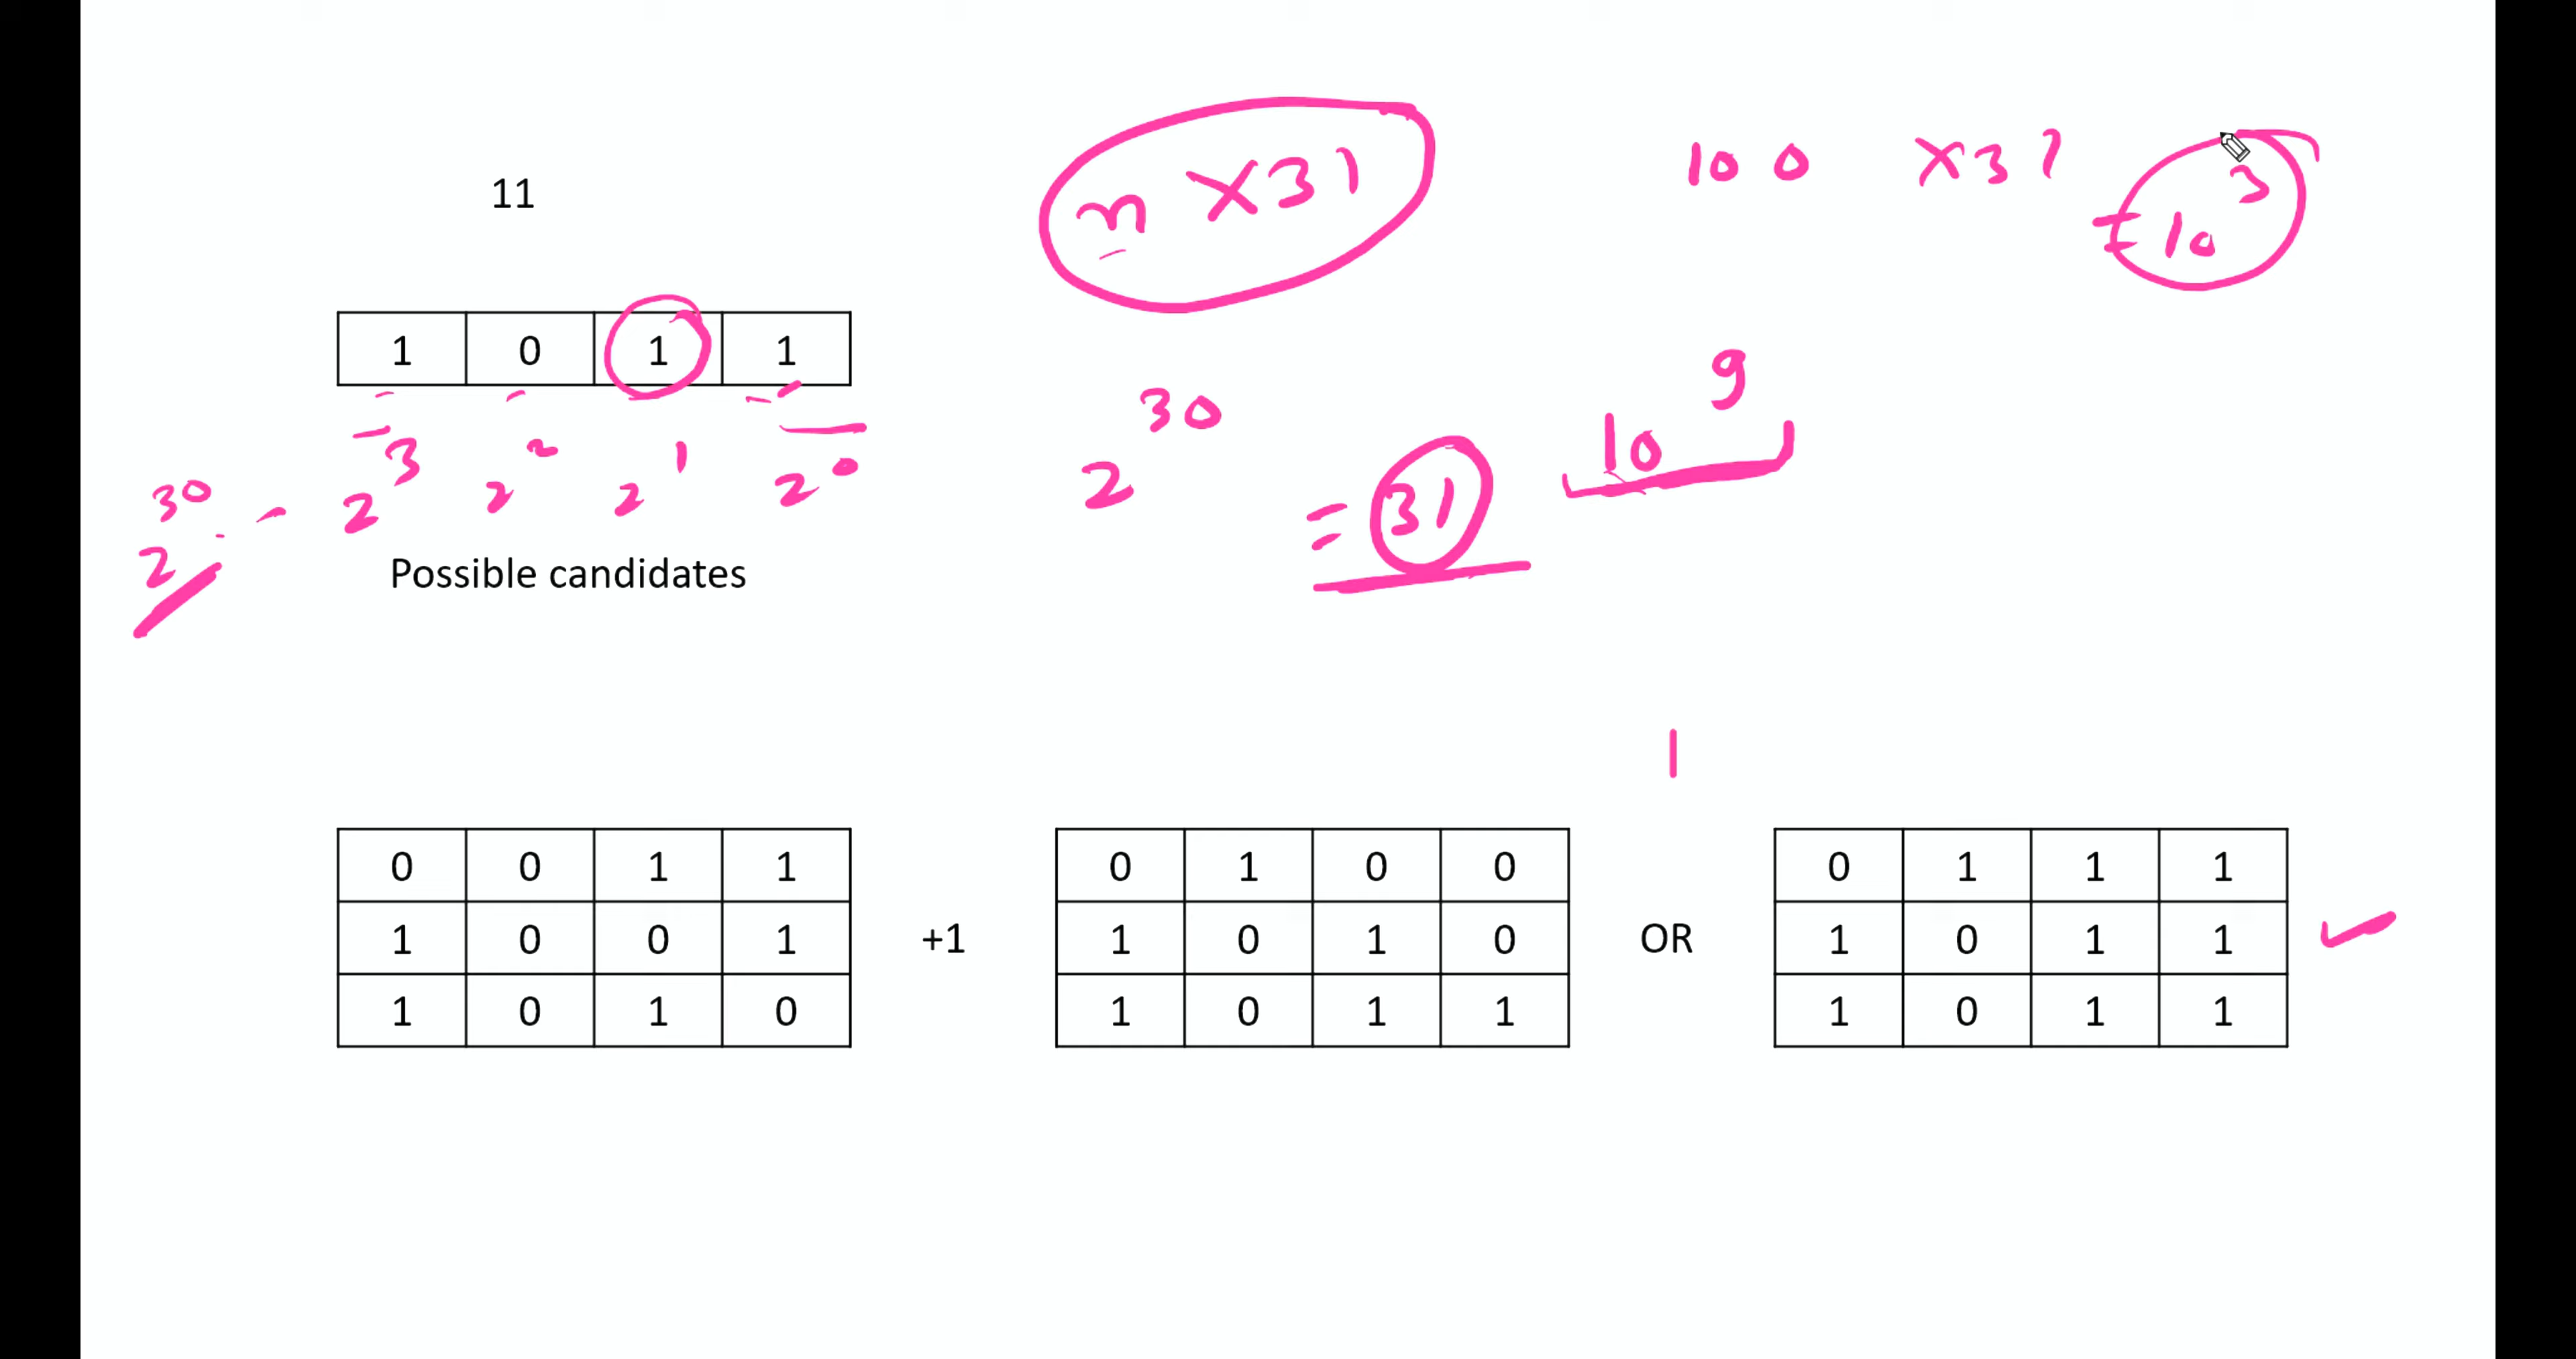 11
n X31
100 X31
= 10^3
1 0 1 1
2^30 - 2^3 2^2 2^1 2^0
2^30
= 31
10^9
Possible candidates
1
0 0 1 1
1 0 0 1
1 0 1 0
+1
0 1 0 0
1 0 1 0
1 0 1 1
OR
0 1 1 1
1 0 1 1
1 0 1 1